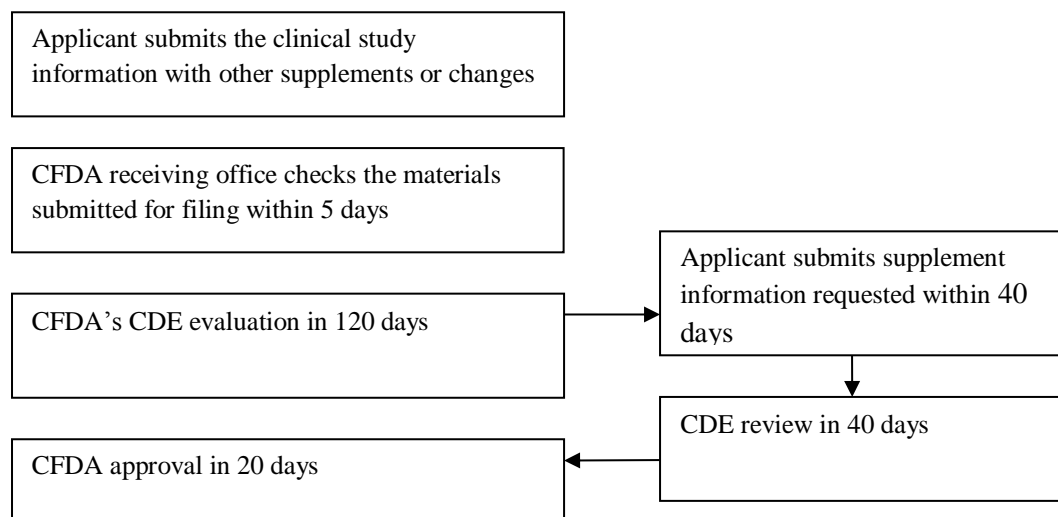 Applicant submits the clinical study
information with other supplements or changes
CFDA receiving office checks the materials
submitted for filing within 5 days
CFDA’s CDE evaluation in 120 days
Applicant submits supplement
information requested within 40
days
CDE review in 40 days
CFDA approval in 20 days